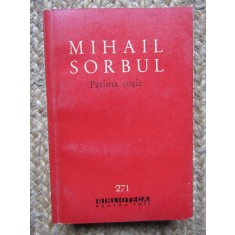 MIHAIL
SORBUL
Patima roșie
271
BIBLIOTECA
PENTRU TOȚI